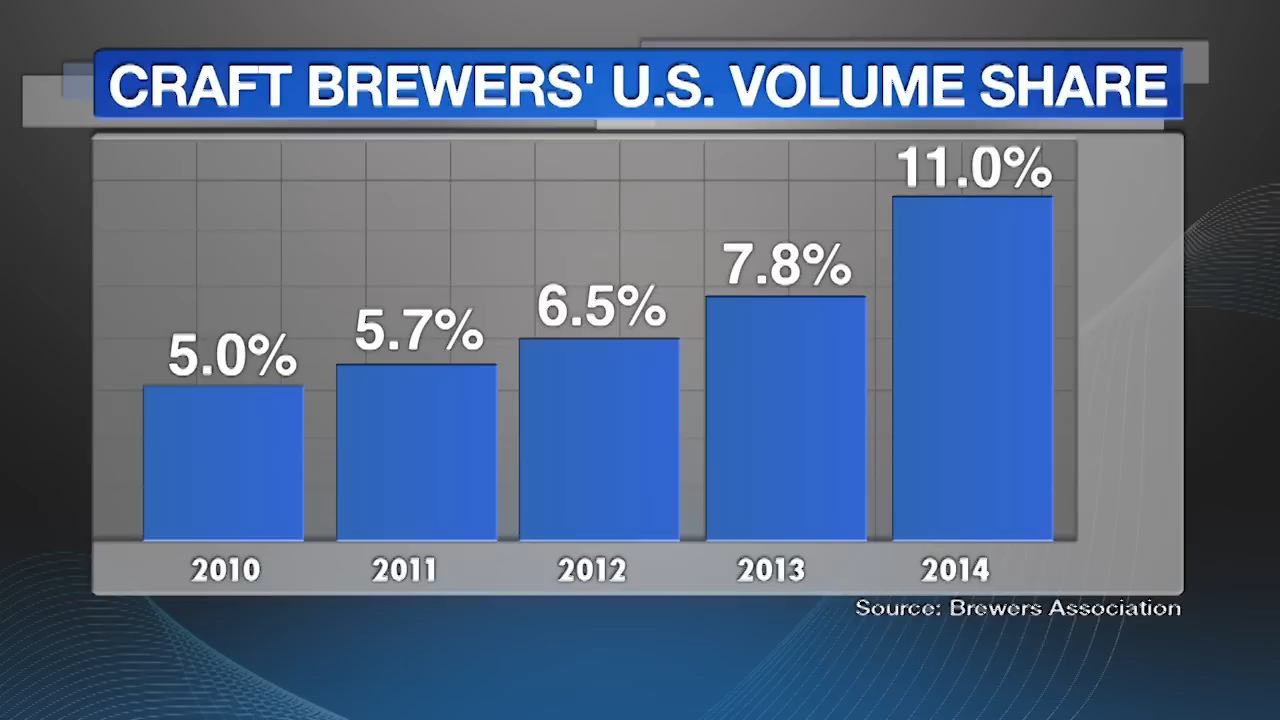 CRAFT BREWERS' U.S. VOLUME SHARE
11.0%
7.8%
6.5%
5.7%
5.0%
2010 2011 2012 2013 2014
Source: Brewers Association